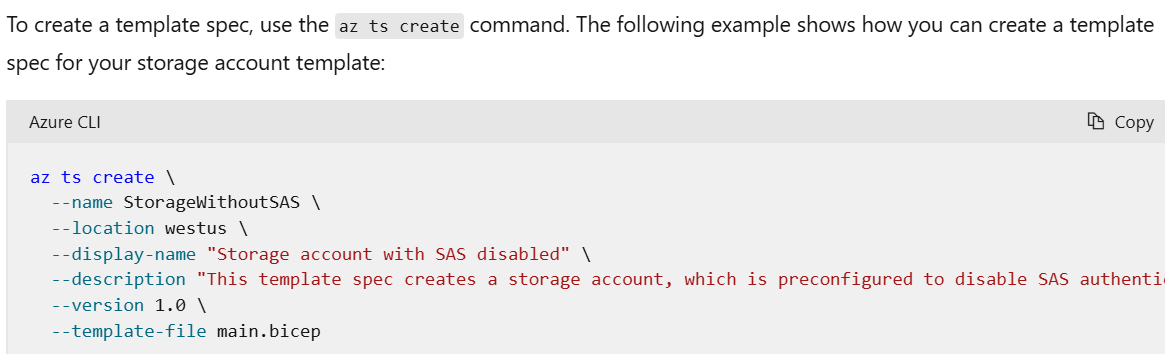 To create a template spec, use the az ts create command. The following example shows how you can create a template
spec for your storage account template:
Azure CLI
Copy
az ts create \
--name StorageWithoutSAS \
--location westus \
--display-name "Storage account with SAS disabled" \
--description "This template spec creates a storage account, which is preconfigured to disable SAS
--version 1.0 \
--template-file main.bicep